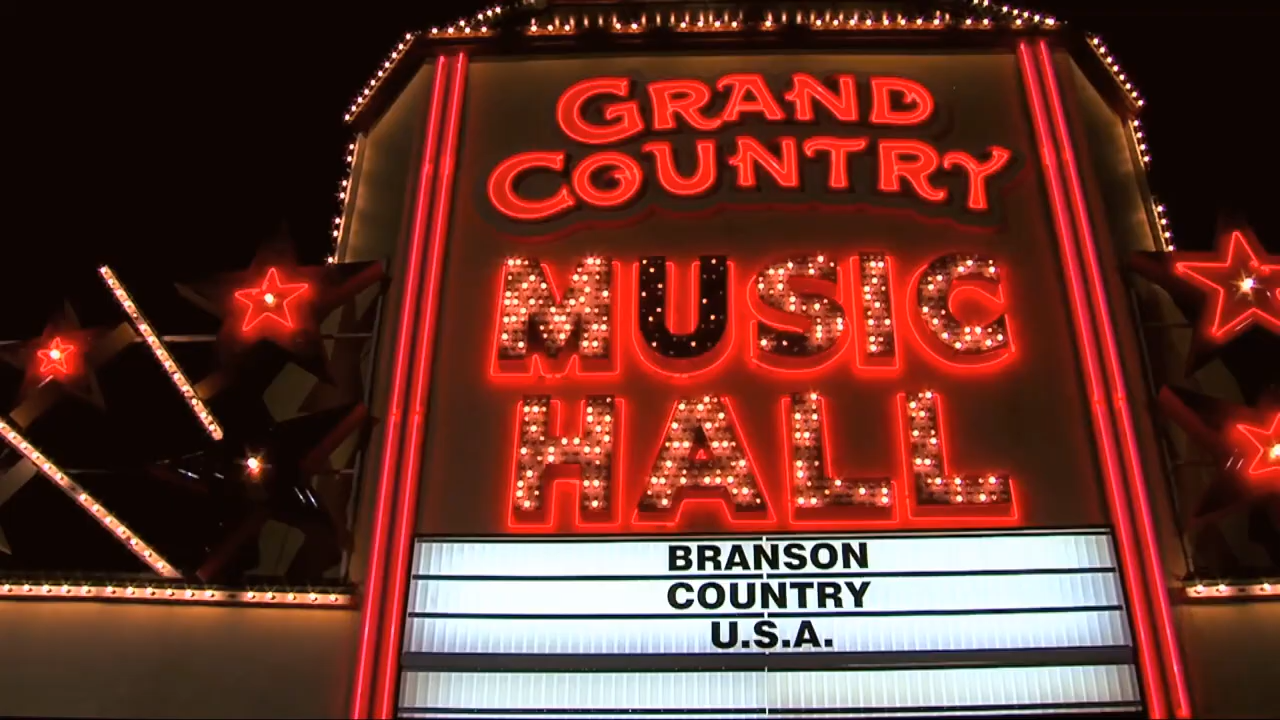 GRAND
COUNTRY
MUSIC
HALL
BRANSON
COUNTRY
U.S.A.